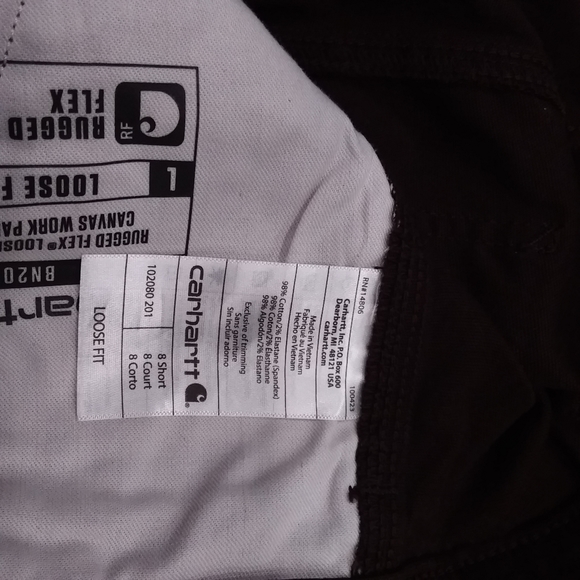 RUGGED
FLEX
RF
L
LOOSE F
RUGGED FLEX® LOOSE
CANVAS WORK PA
BN20
RN#14806
100423
Carhartt, Inc. P.O. Box 600
Dearborn, MI 48121 USA
carhartt.com
Made in Vietnam
Fabriqué au Vietnam
Hecho en Vietnam
98% Cotton/2% Elastane (Spandex)
98% Coton/2% Élasthanne
98% Algodón/2% Elastano
Exclusive of trimming
Sans garniture
Sin incluir adorno
carhartt®
102080 201
8 Short
8 Court
8 Corto
LOOSE FIT